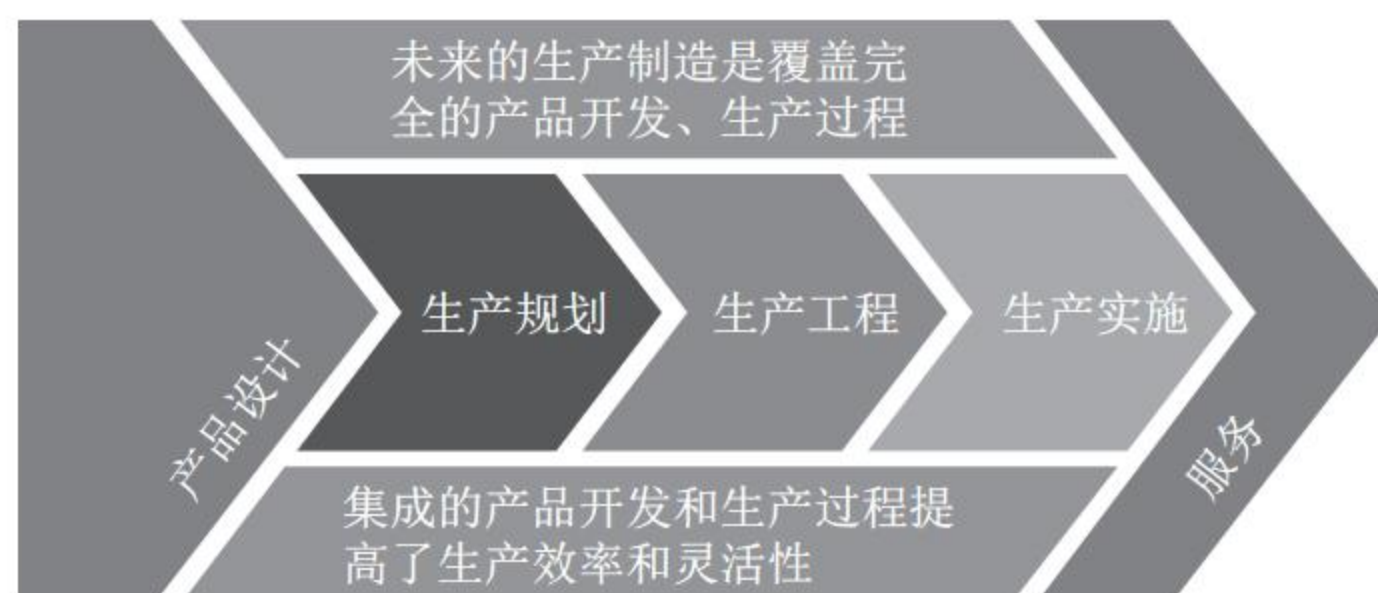 未来的生产制造是覆盖完
全的产品开发、生产过程
产品设计
生产规划
生产工程
生产实施
服务
集成的产品开发和生产过程提
高了生产效率和灵活性